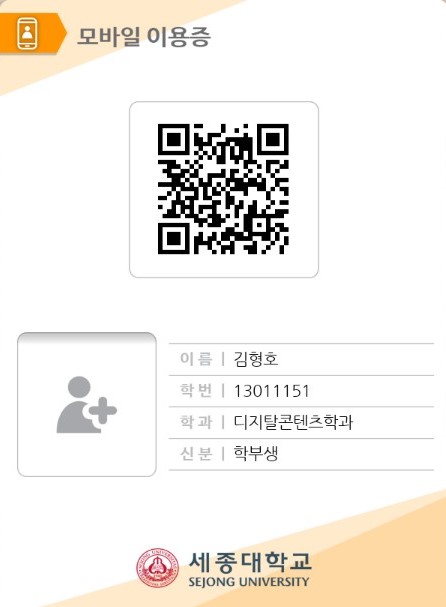 모바일 이용증
이름 | 김형호
학번 | 13011151
학과 | 디지탈콘텐츠학과
신분 | 학부생
세종대학교
SEJONG UNIVERSITY